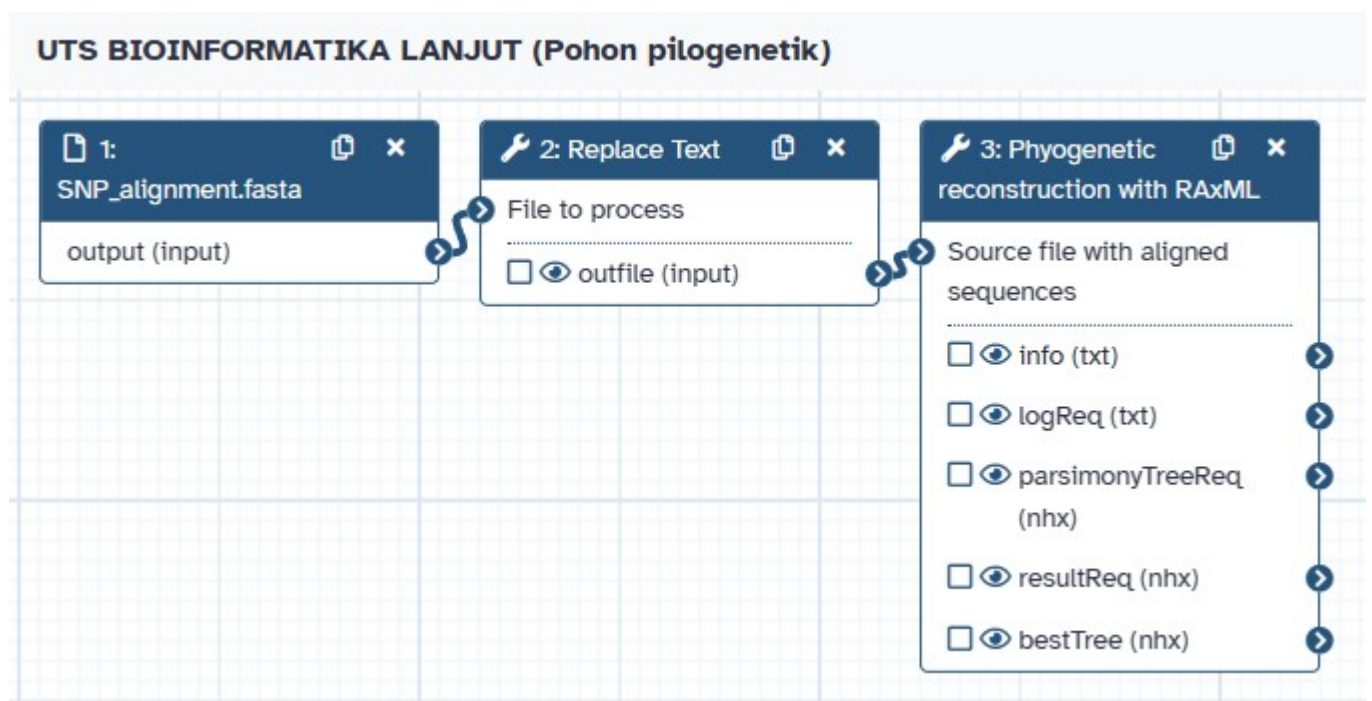 UTS BIOINFORMATIKA LANJUT (Pohon pilogenetik)
1:
SNP_alignment.fasta
output (input)
2: Replace Text
File to process
outfile (input)
3: Phyogenetic
reconstruction with RAxML
Source file with aligned
sequences
info (txt)
logReq (txt)
parsimonyTreeReq
(nhx)
resultReq (nhx)
bestTree (nhx)